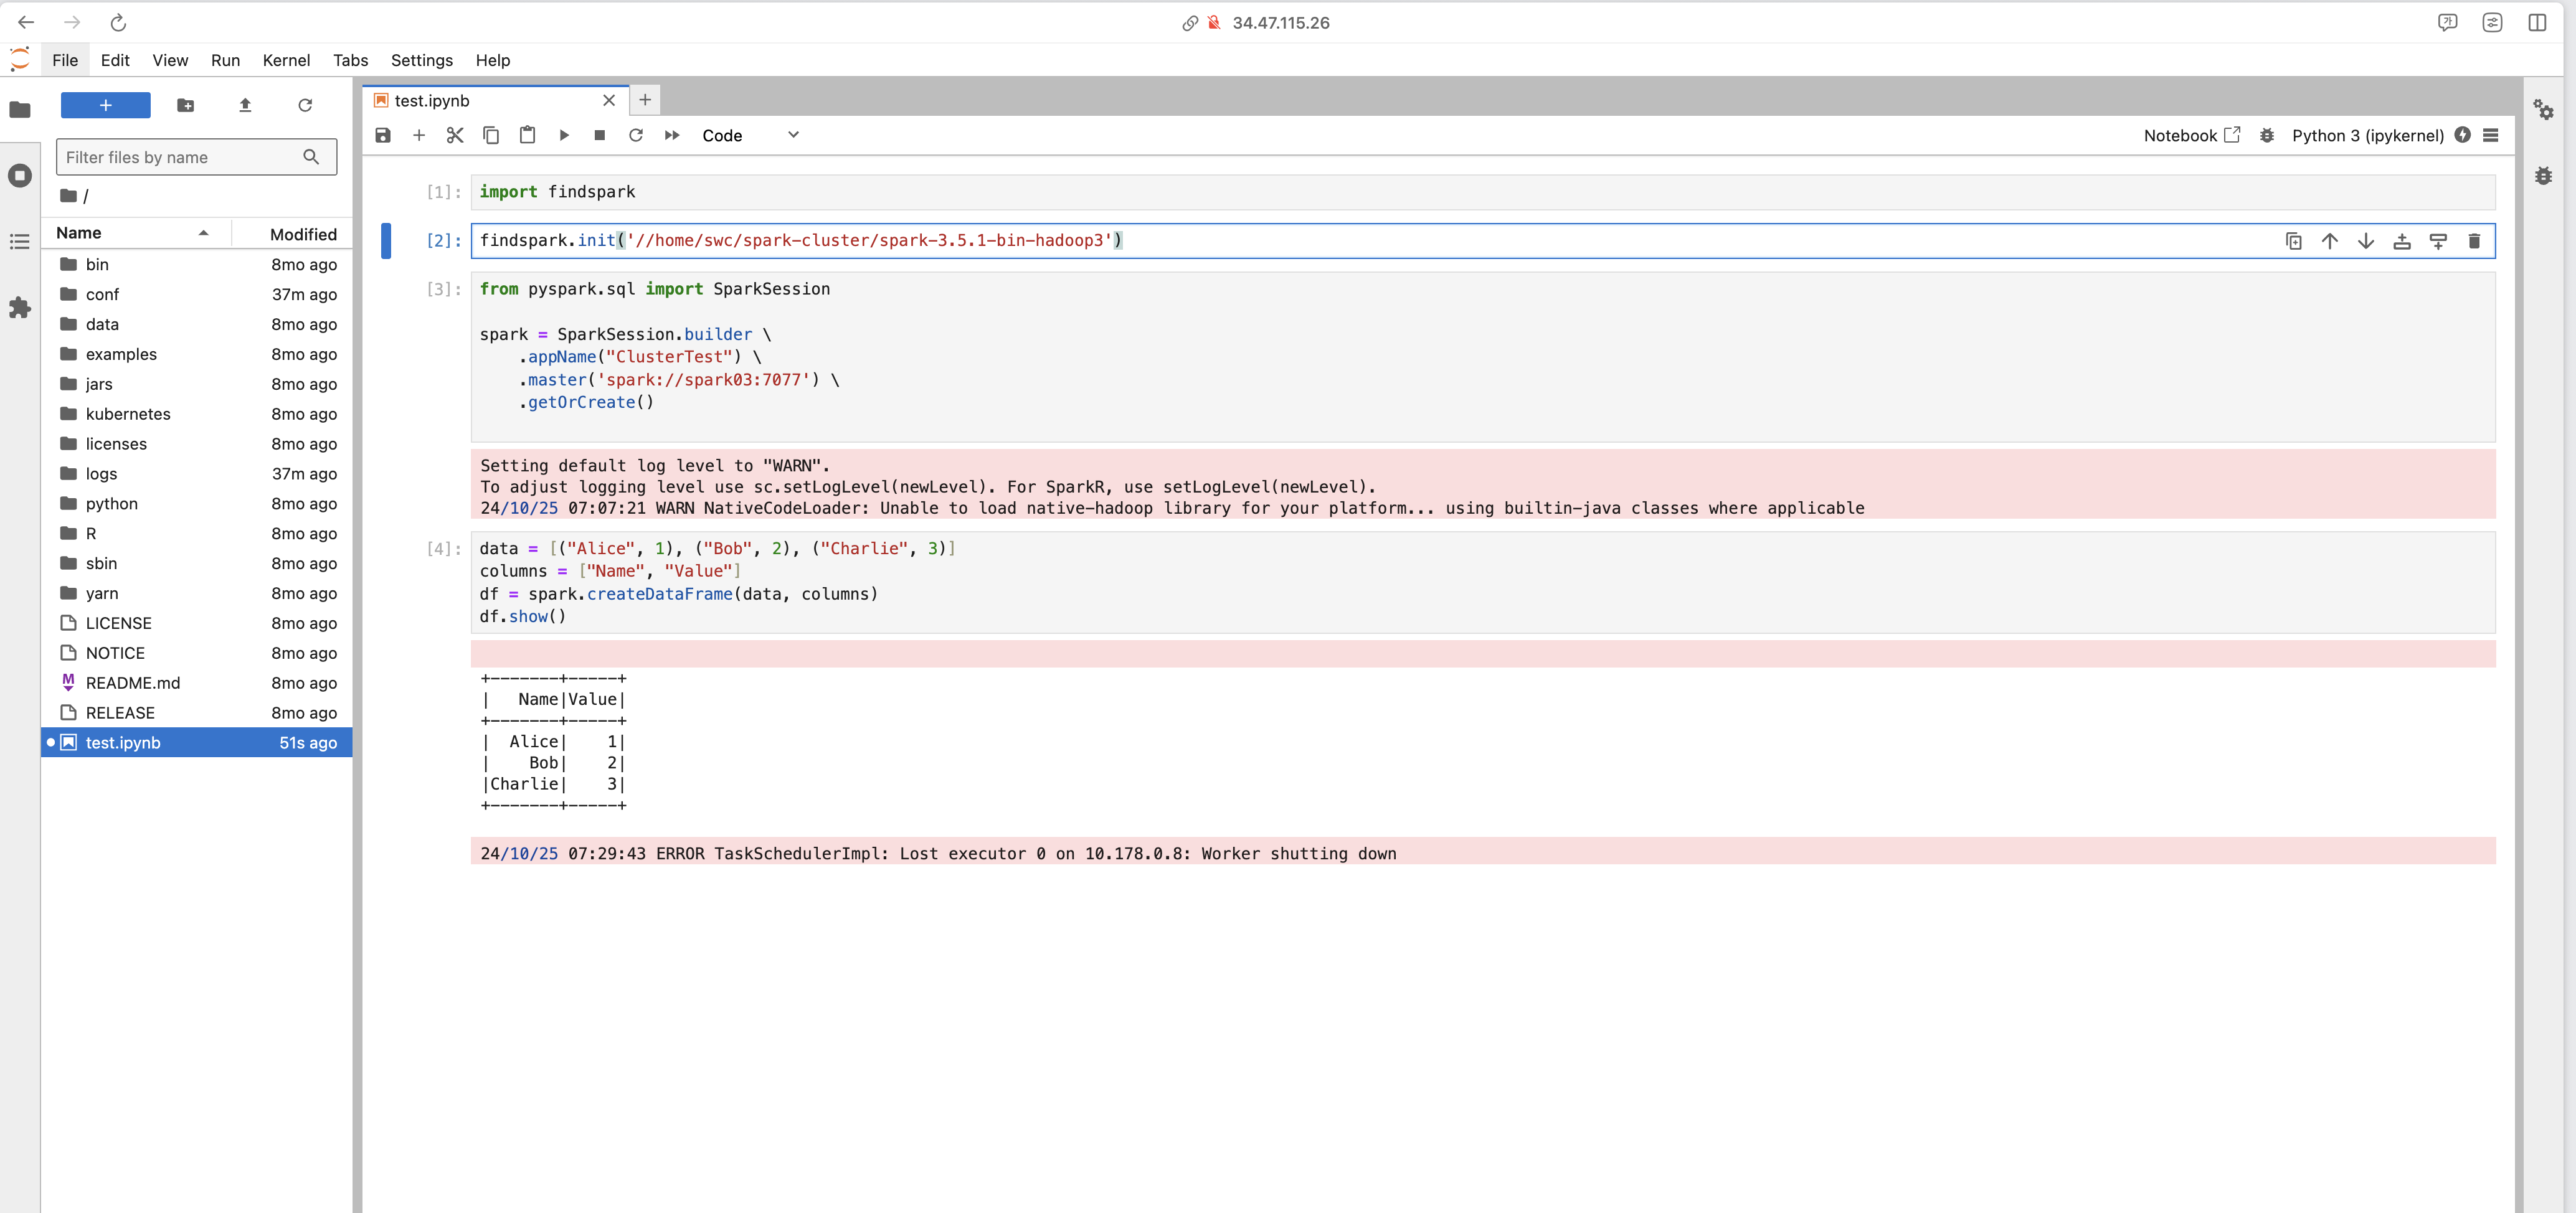 34.47.115.26
File Edit View Run Kernel Tabs Settings Help
+
Filter files by name
/
Name Modified
bin 8mo ago
conf 37m ago
data 8mo ago
examples 8mo ago
jars 8mo ago
kubernetes 8mo ago
licenses 8mo ago
logs 37m ago
python 8mo ago
R 8mo ago
sbin 8mo ago
yarn 8mo ago
LICENSE 8mo ago
NOTICE 8mo ago
README.md 8mo ago
RELEASE 8mo ago
test.ipynb 51s ago
test.ipynb
Code
Notebook Python 3 (ipykernel)
[1]: import findspark
[2]: findspark.init('//home/swc/spark-cluster/spark-3.5.1-bin-hadoop3')
[3]: from pyspark.sql import SparkSession
spark = SparkSession.builder \
    .appName("ClusterTest") \
    .master('spark://spark03:7077') \
    .getOrCreate()
Setting default log level to "WARN".
To adjust logging level use sc.setLogLevel(newLevel). For SparkR, use setLogLevel(newLevel).
24/10/25 07:07:21 WARN NativeCodeLoader: Unable to load native-hadoop library for your platform... using builtin-java classes where applicable
[4]: data = [("Alice", 1), ("Bob", 2), ("Charlie", 3)]
columns = ["Name", "Value"]
df = spark.createDataFrame(data, columns)
df.show()
+-------+-----+
|   Name|Value|
+-------+-----+
|  Alice|    1|
|    Bob|    2|
|Charlie|    3|
+-------+-----+
24/10/25 07:29:43 ERROR TaskSchedulerImpl: Lost executor 0 on 10.178.0.8: Worker shutting down